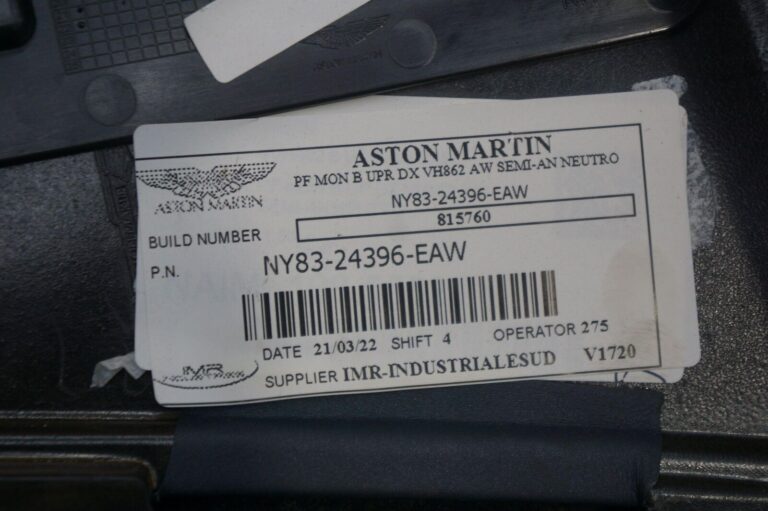 ASTON MARTIN
PF MON B UPR DX VH862 AW SEMI-AN NEUTRO
ASTON MARTIN
NY83-24396-EAW
BUILD NUMBER 815760
P.N. NY83-24396-EAW
DATE 21/03/22 SHIFT 4 OPERATOR 275
IMR
SUPPLIER IMR-INDUSTRIALESUD V1720